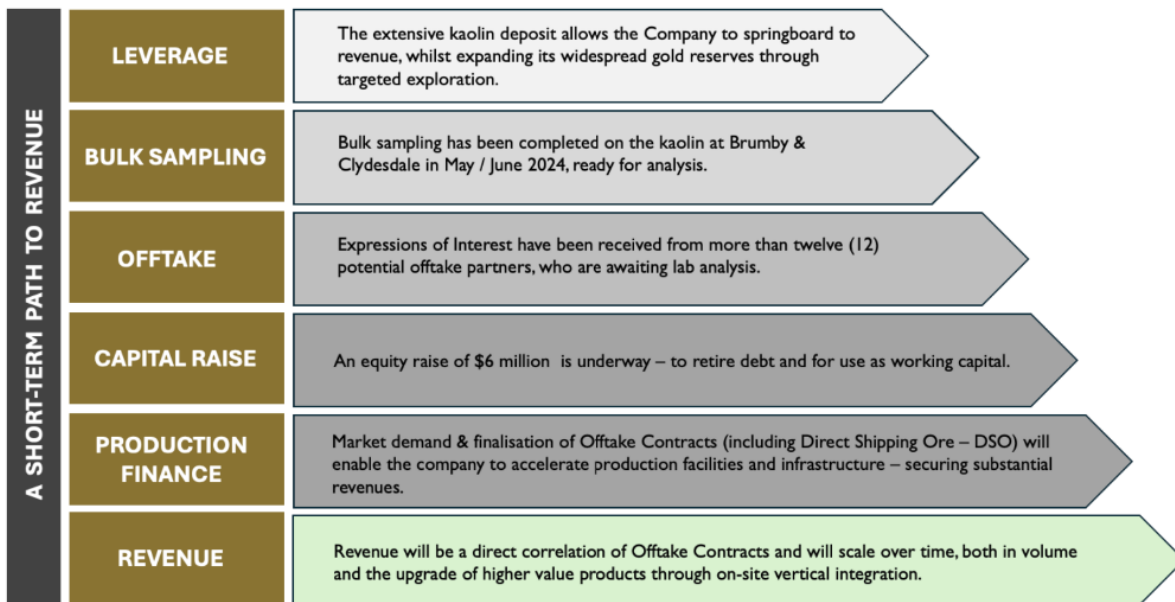 A SHORT-TERM PATH TO REVENUE
LEVERAGE
The extensive kaolin deposit allows the Company to springboard to
revenue, whilst expanding its widespread gold reserves through
targeted exploration.
BULK SAMPLING
Bulk sampling has been completed on the kaolin at Brumby &
Clydesdale in May / June 2024, ready for analysis.
OFFTAKE
Expressions of Interest have been received from more than twelve (12)
potential offtake partners, who are awaiting lab analysis.
CAPITAL RAISE
An equity raise of $6 million  is underway – to retire debt and for use as working capital.
PRODUCTION
FINANCE
Market demand & finalisation of Offtake Contracts (including Direct Shipping Ore – DSO) will
enable the company to accelerate production facilities and infrastructure – securing substantial
revenues.
REVENUE
Revenue will be a direct correlation of Offtake Contracts and will scale over time, both in volume
and the upgrade of higher value products through on-site vertical integration.